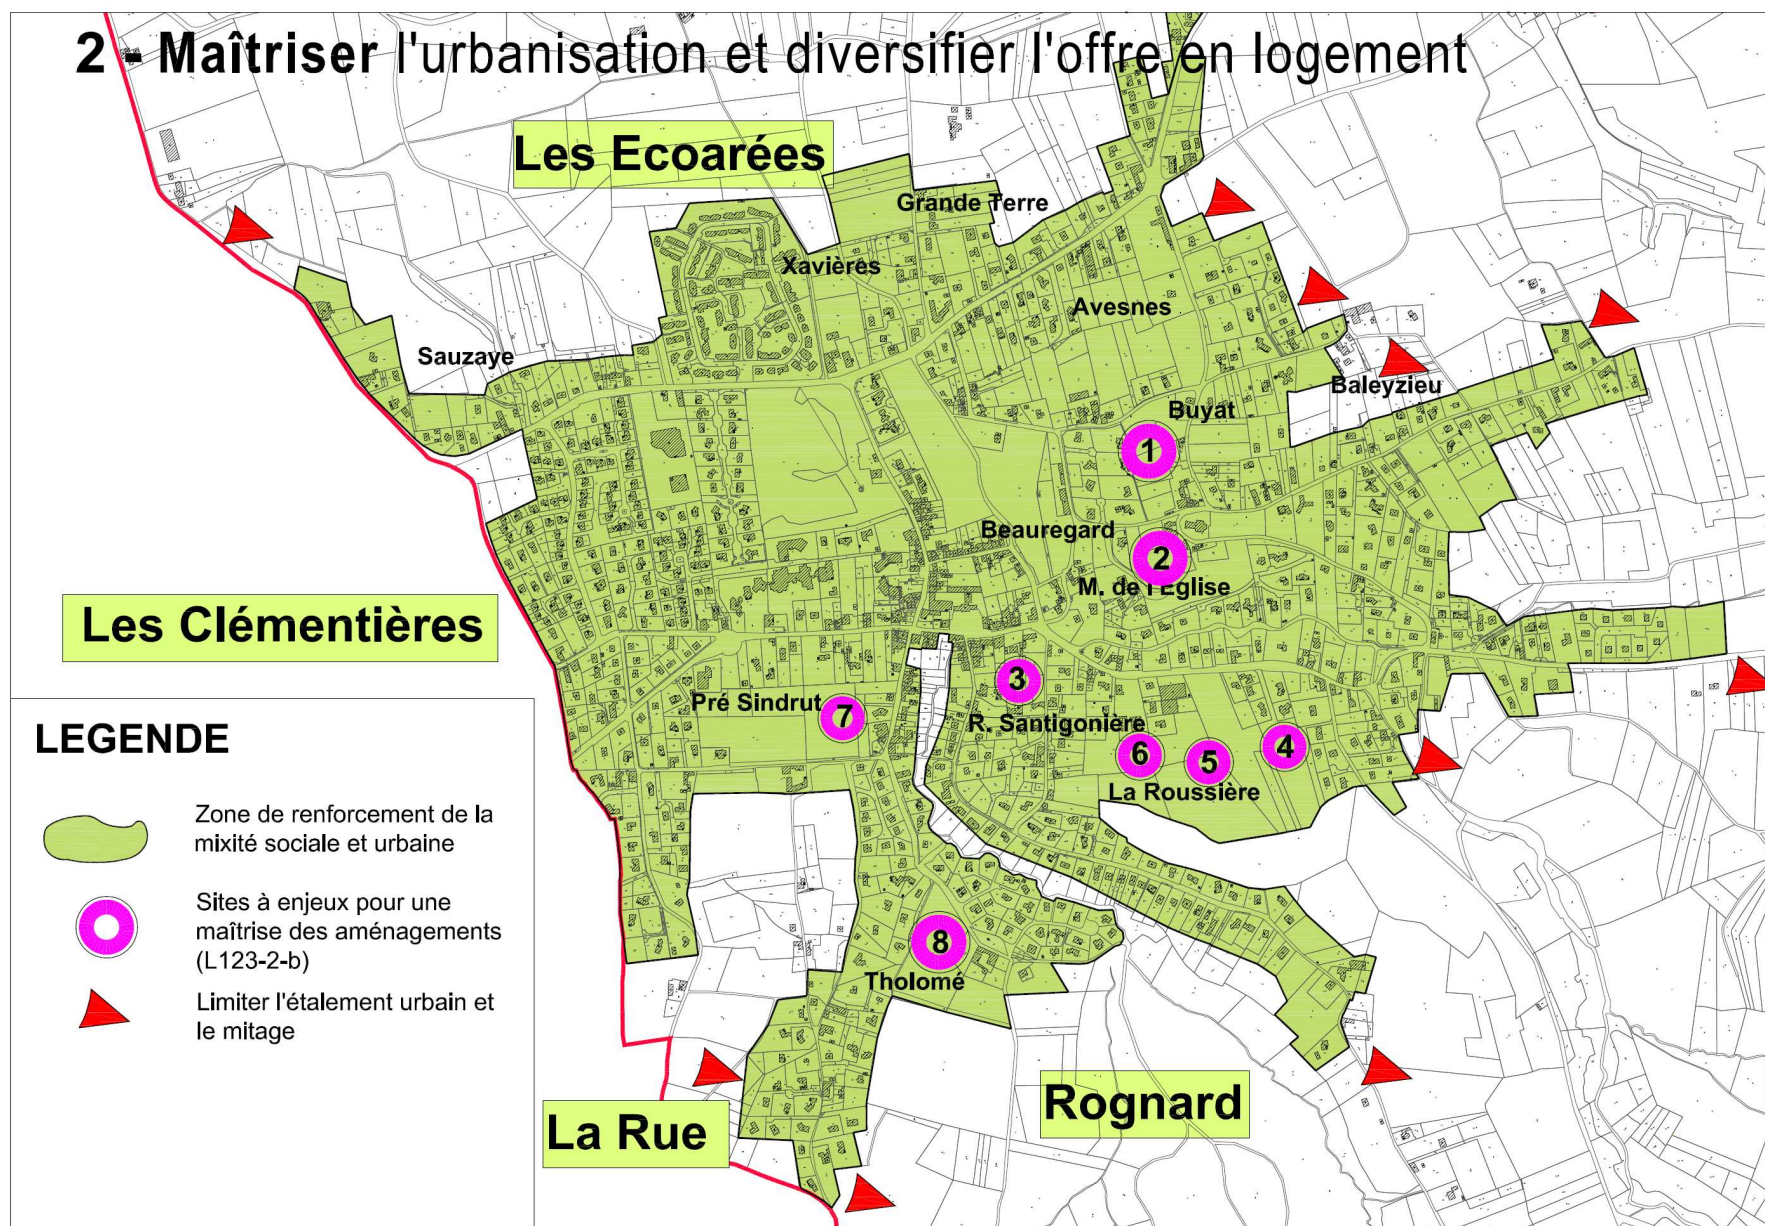 2 - Maîtriser l'urbanisation et diversifier l'offre en logement
Les Ecoarées
Grande Terre
Xavières
Avesnes
Sauzaye
Baleyzieu
Buyat
1
Beauregard
2
M. de l'Eglise
Les Clémentières
3
Pré Sindrut
7
R. Santigonière
6
5
4
La Roussière
8
Tholomé
Rognard
La Rue
LEGENDE
Zone de renforcement de la
mixité sociale et urbaine
Sites à enjeux pour une
maîtrise des aménagements
(L123-2-b)
Limiter l'étalement urbain et
le mitage